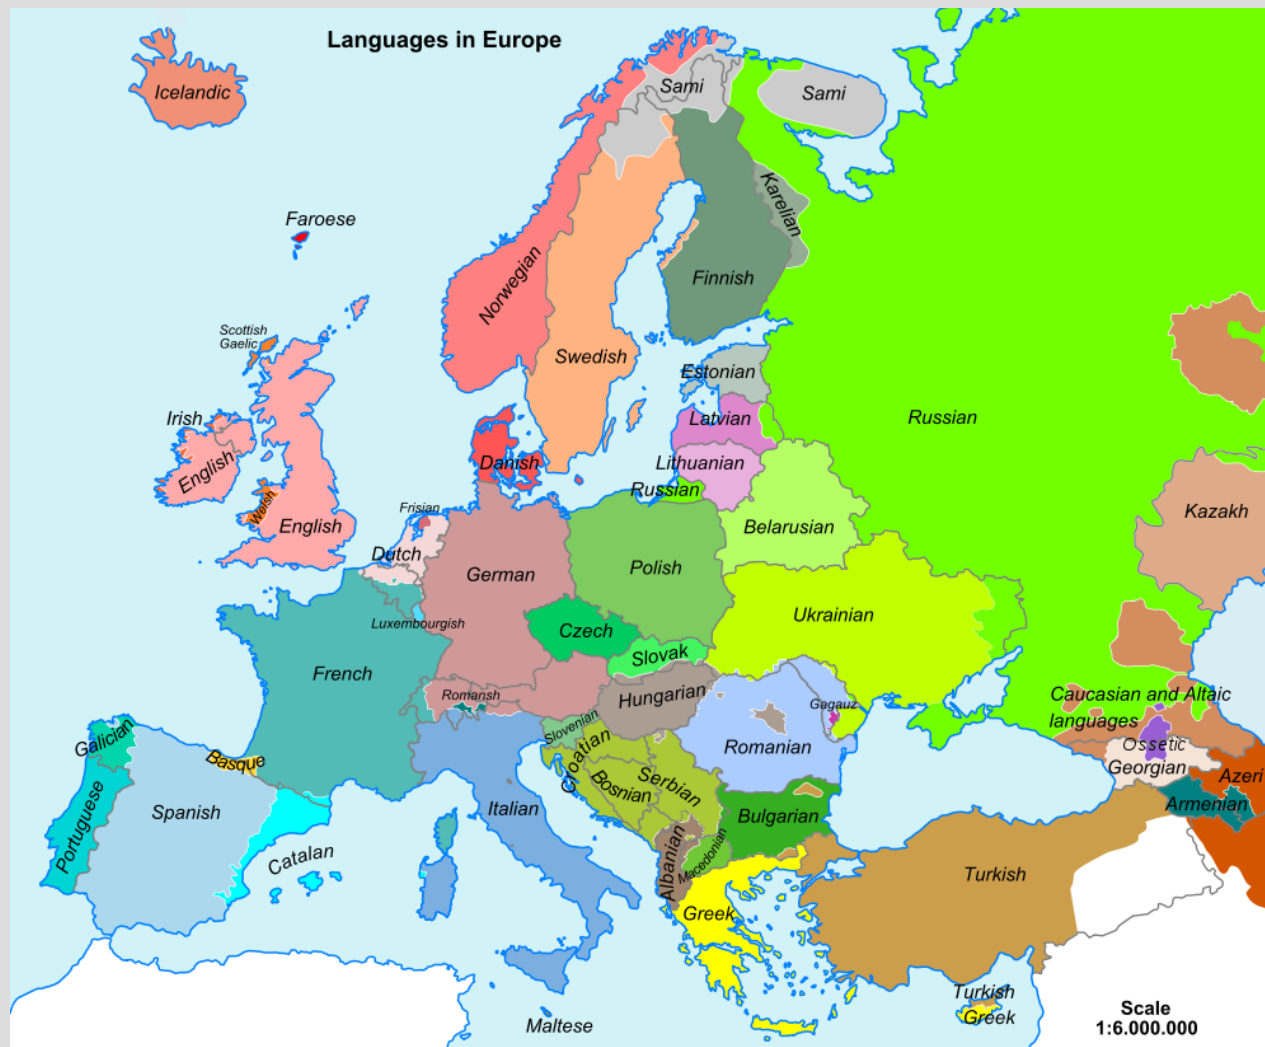 Languages in Europe
Icelandic
Sami
Sami
Karelian
Faroese
Norwegian
Finnish
Scottish
Gaelic
Swedish
Estonian
Irish
Latvian
Russian
English
Danish
Lithuanian
Russian
Welsh
English
Frisian
Belarusian
Kazakh
Dutch
German
Polish
Luxembourgish
Czech
Ukrainian
French
Slovak
Romansh
Hungarian
Gagauz
Caucasian and Altaic
languages
Galician
Slovenian
Croatian
Romanian
Ossetic
Basque
Georgian
Bosnian
Serbian
Azeri
Portuguese
Spanish
Italian
Bulgarian
Armenian
Catalan
Albanian
Macedonian
Turkish
Greek
Turkish
Greek
Maltese
Scale
1:6.000.000